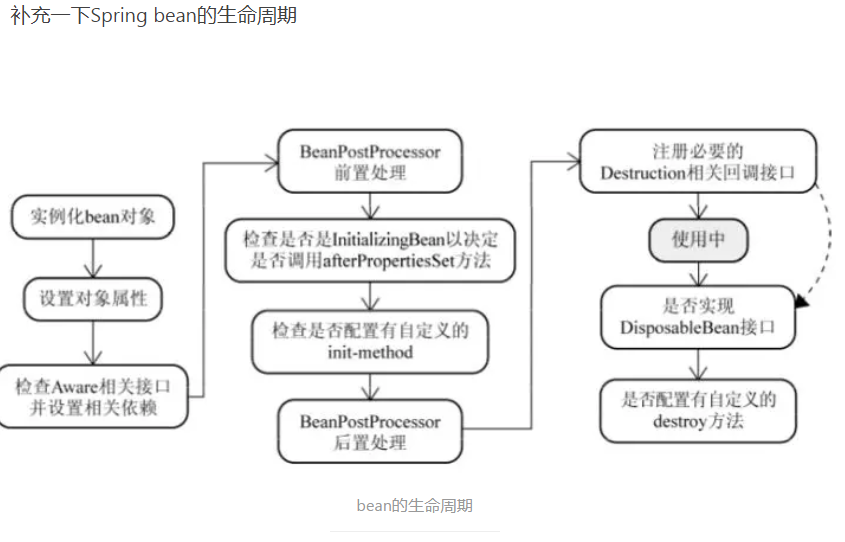 补充一下Spring bean的生命周期
实例化bean对象
设置对象属性
检查Aware相关接口
并设置相关依赖
BeanPostProcessor
前置处理
检查是否是InitializingBean以决定
是否调用afterPropertiesSet方法
检查是否配置有自定义的
init-method
BeanPostProcessor
后置处理
注册必要的
Destruction相关回调接口
使用中
是否实现
DisposableBean接口
是否配置有自定义的
destroy方法
bean的生命周期